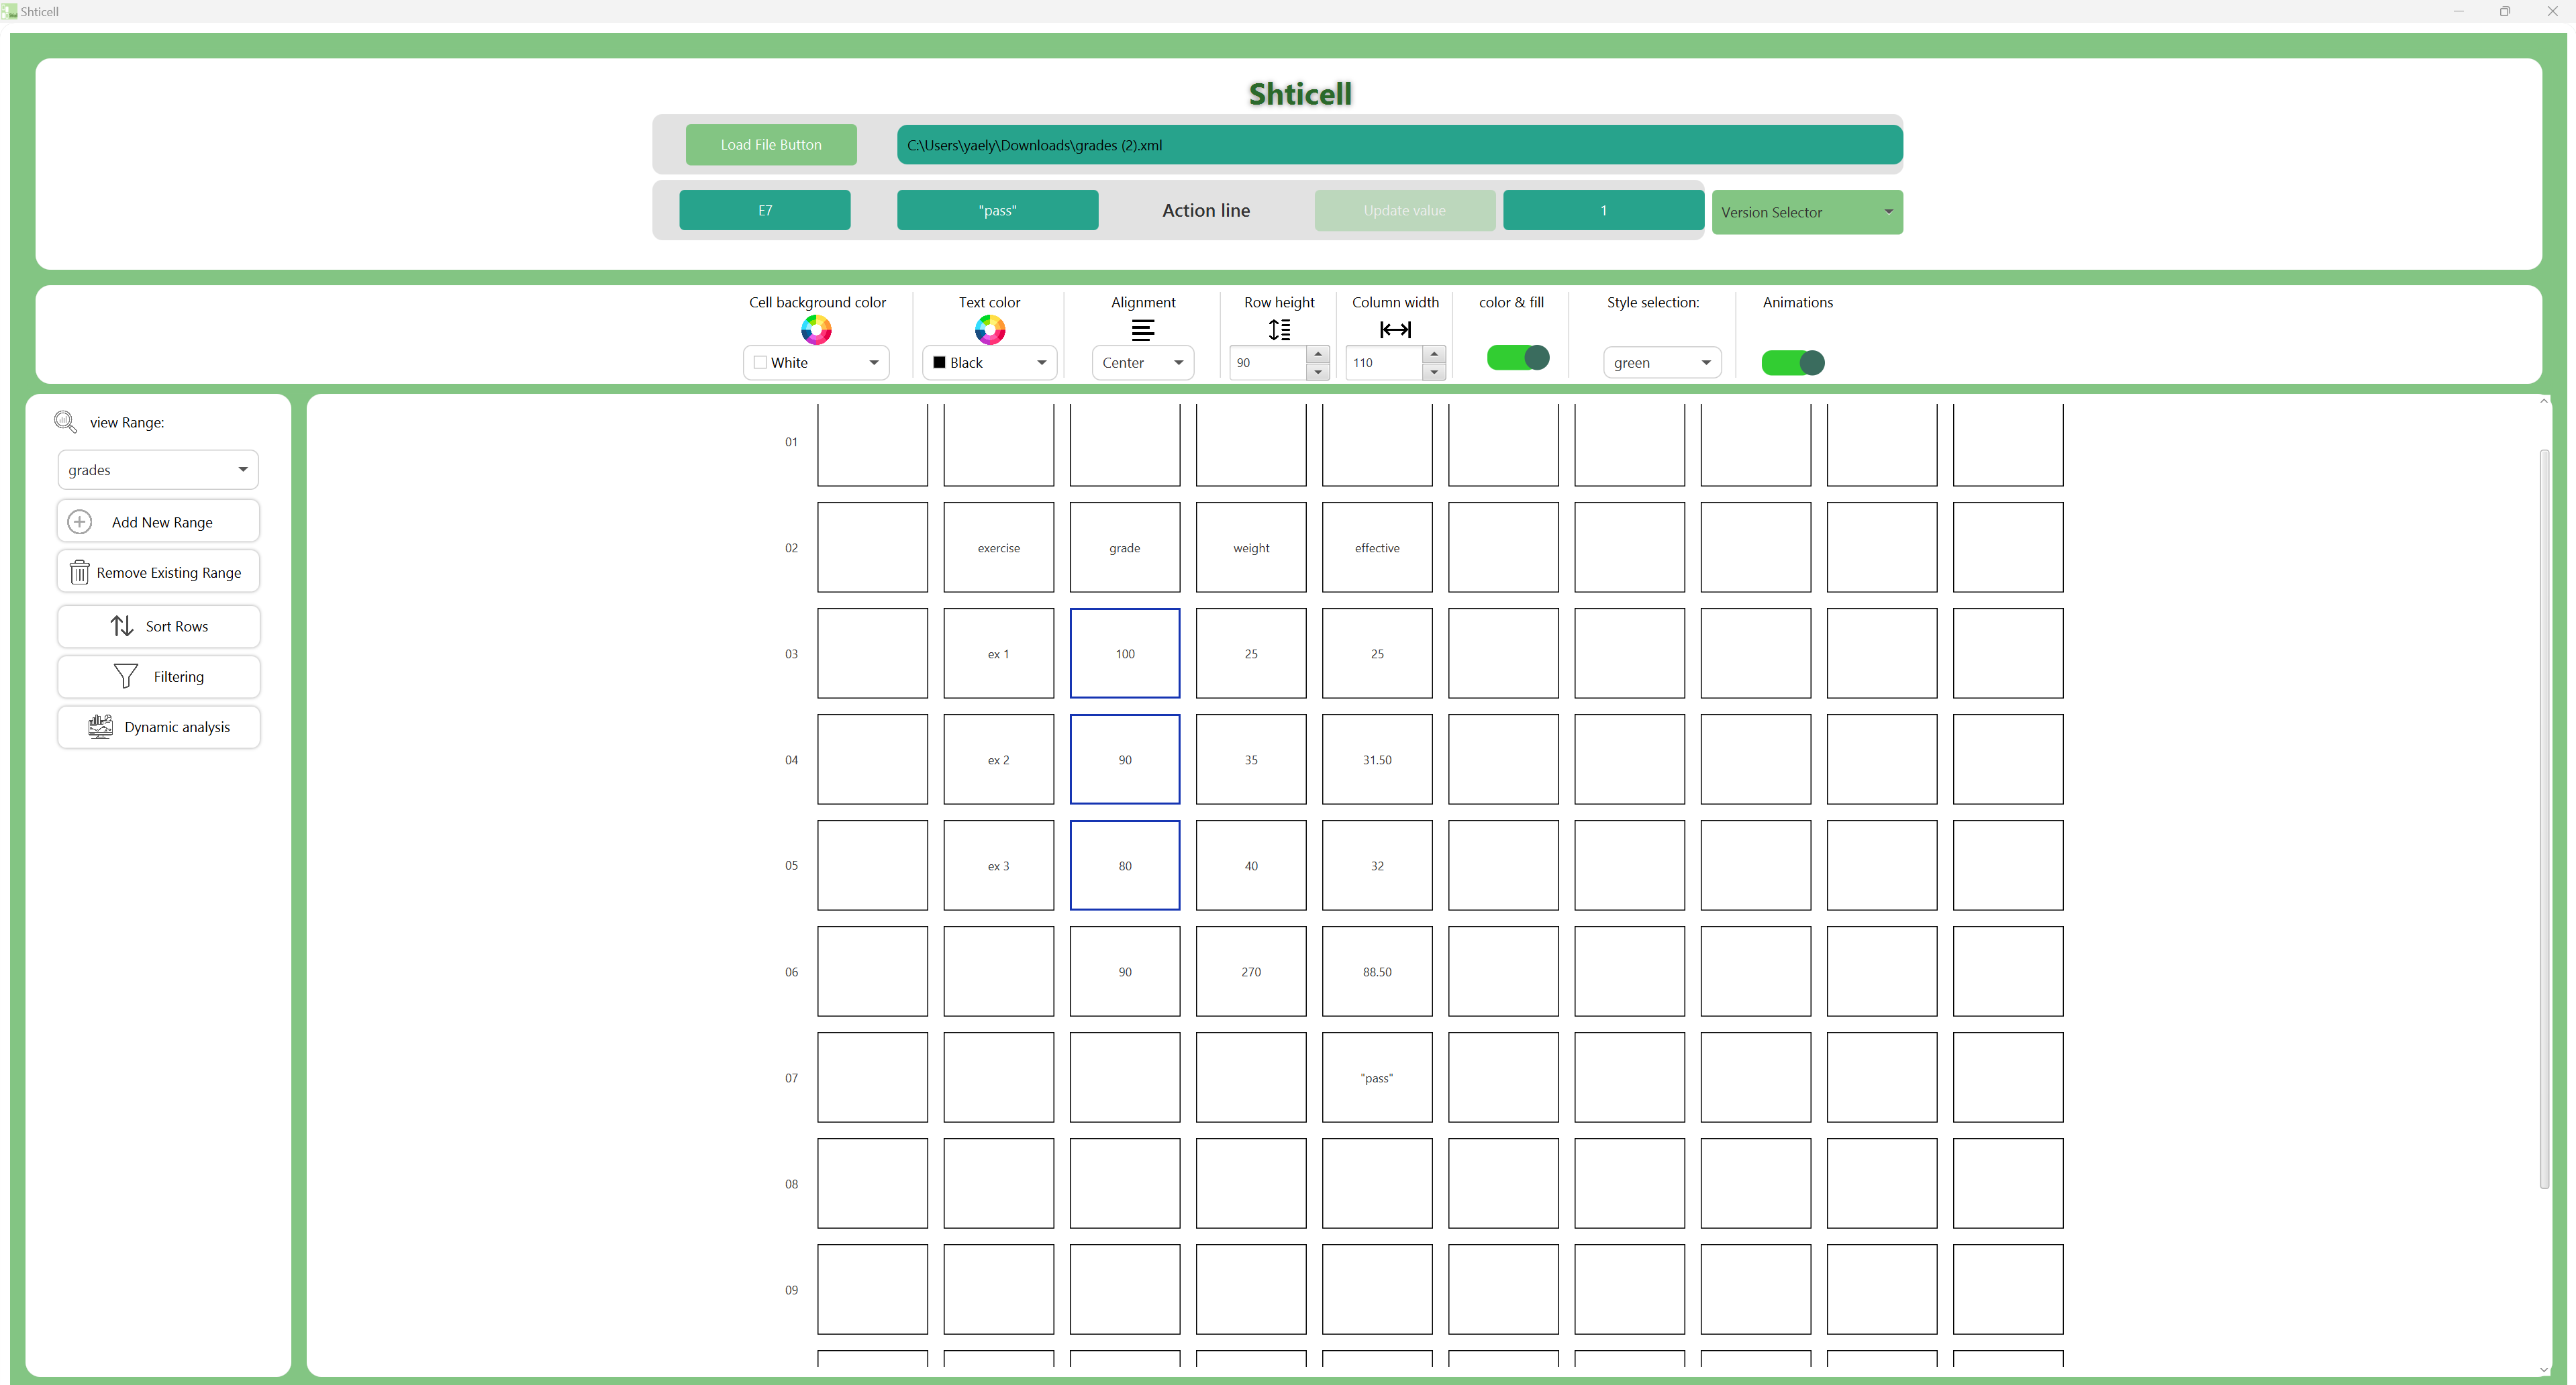 Shticell
Shticell
Load File Button C:\Users\yaely\Downloads\grades (2).xml
E7 "pass" Action line Update value 1 Version Selector
Cell background color Text color Alignment Row height Column width color & fill Style selection: Animations
White Black Center 90 110 green
view Range:
grades
Add New Range
Remove Existing Range
Sort Rows
Filtering
Dynamic analysis
01
02 exercise grade weight effective
03 ex 1 100 25 25
04 ex 2 90 35 31.50
05 ex 3 80 40 32
06 90 270 88.50
07 "pass"
08
09